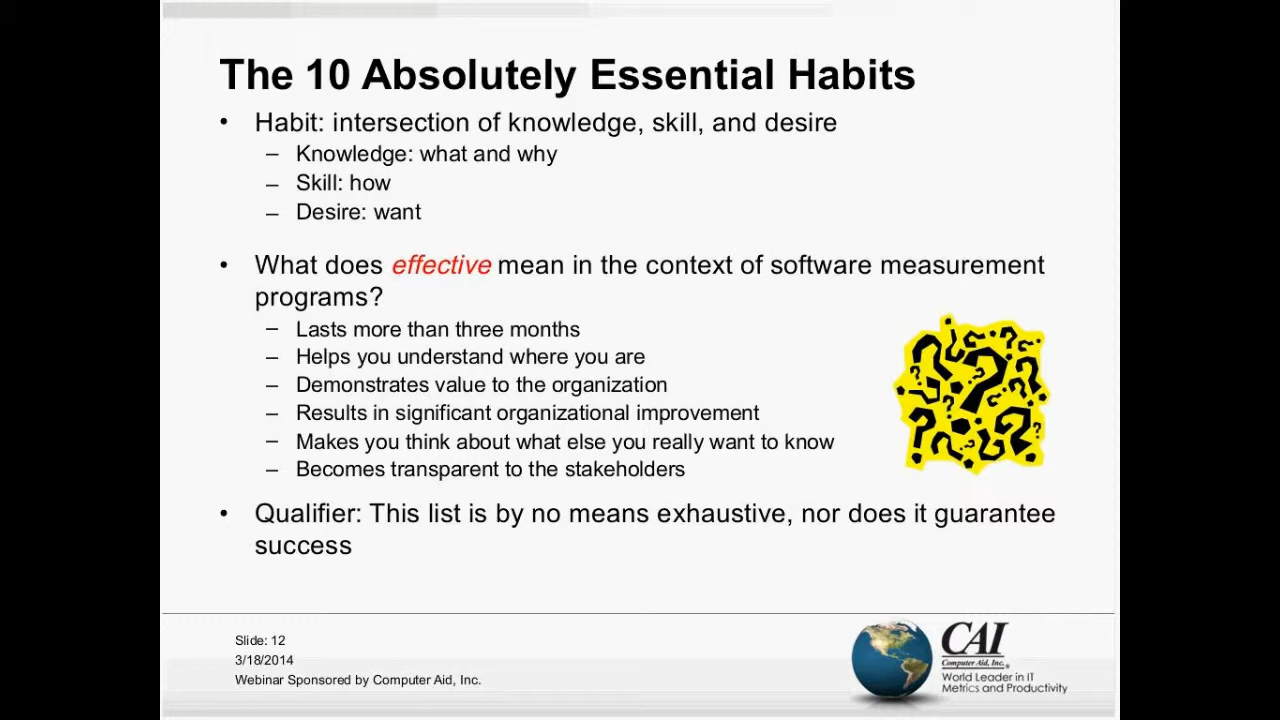 The 10 Absolutely Essential Habits
• Habit: intersection of knowledge, skill, and desire
– Knowledge: what and why
– Skill: how
– Desire: want
• What does effective mean in the context of software measurement
programs?
– Lasts more than three months
– Helps you understand where you are
– Demonstrates value to the organization
– Results in significant organizational improvement
– Makes you think about what else you really want to know
– Becomes transparent to the stakeholders
• Qualifier: This list is by no means exhaustive, nor does it guarantee
success
Slide: 12
3/18/2014
Webinar Sponsored by Computer Aid, Inc.
CAI
Computer Aid, Inc.
World Leader in IT
Metrics and Productivity